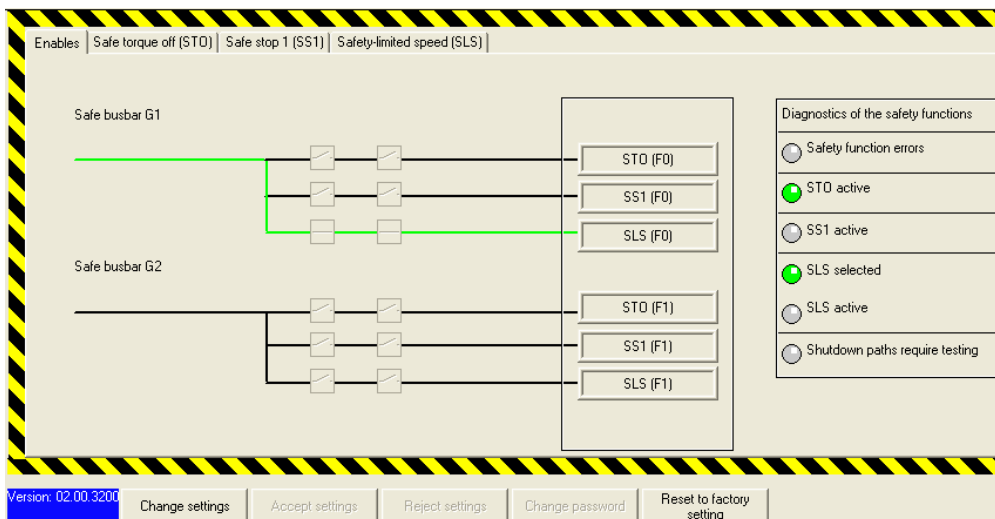 Enables
Safe torque off (STO)
Safe stop 1 (SS1)
Safety-limited speed (SLS)
Safe busbar G1
STO (F0)
SS1 (F0)
SLS (F0)
Safe busbar G2
STO (F1)
SS1 (F1)
SLS (F1)
Diagnostics of the safety functions
Safety function errors
STO active
SS1 active
SLS selected
SLS active
Shutdown paths require testing
Version: 02.00.3200
Change settings
Accept settings
Reject settings
Change password
Reset to factory
setting